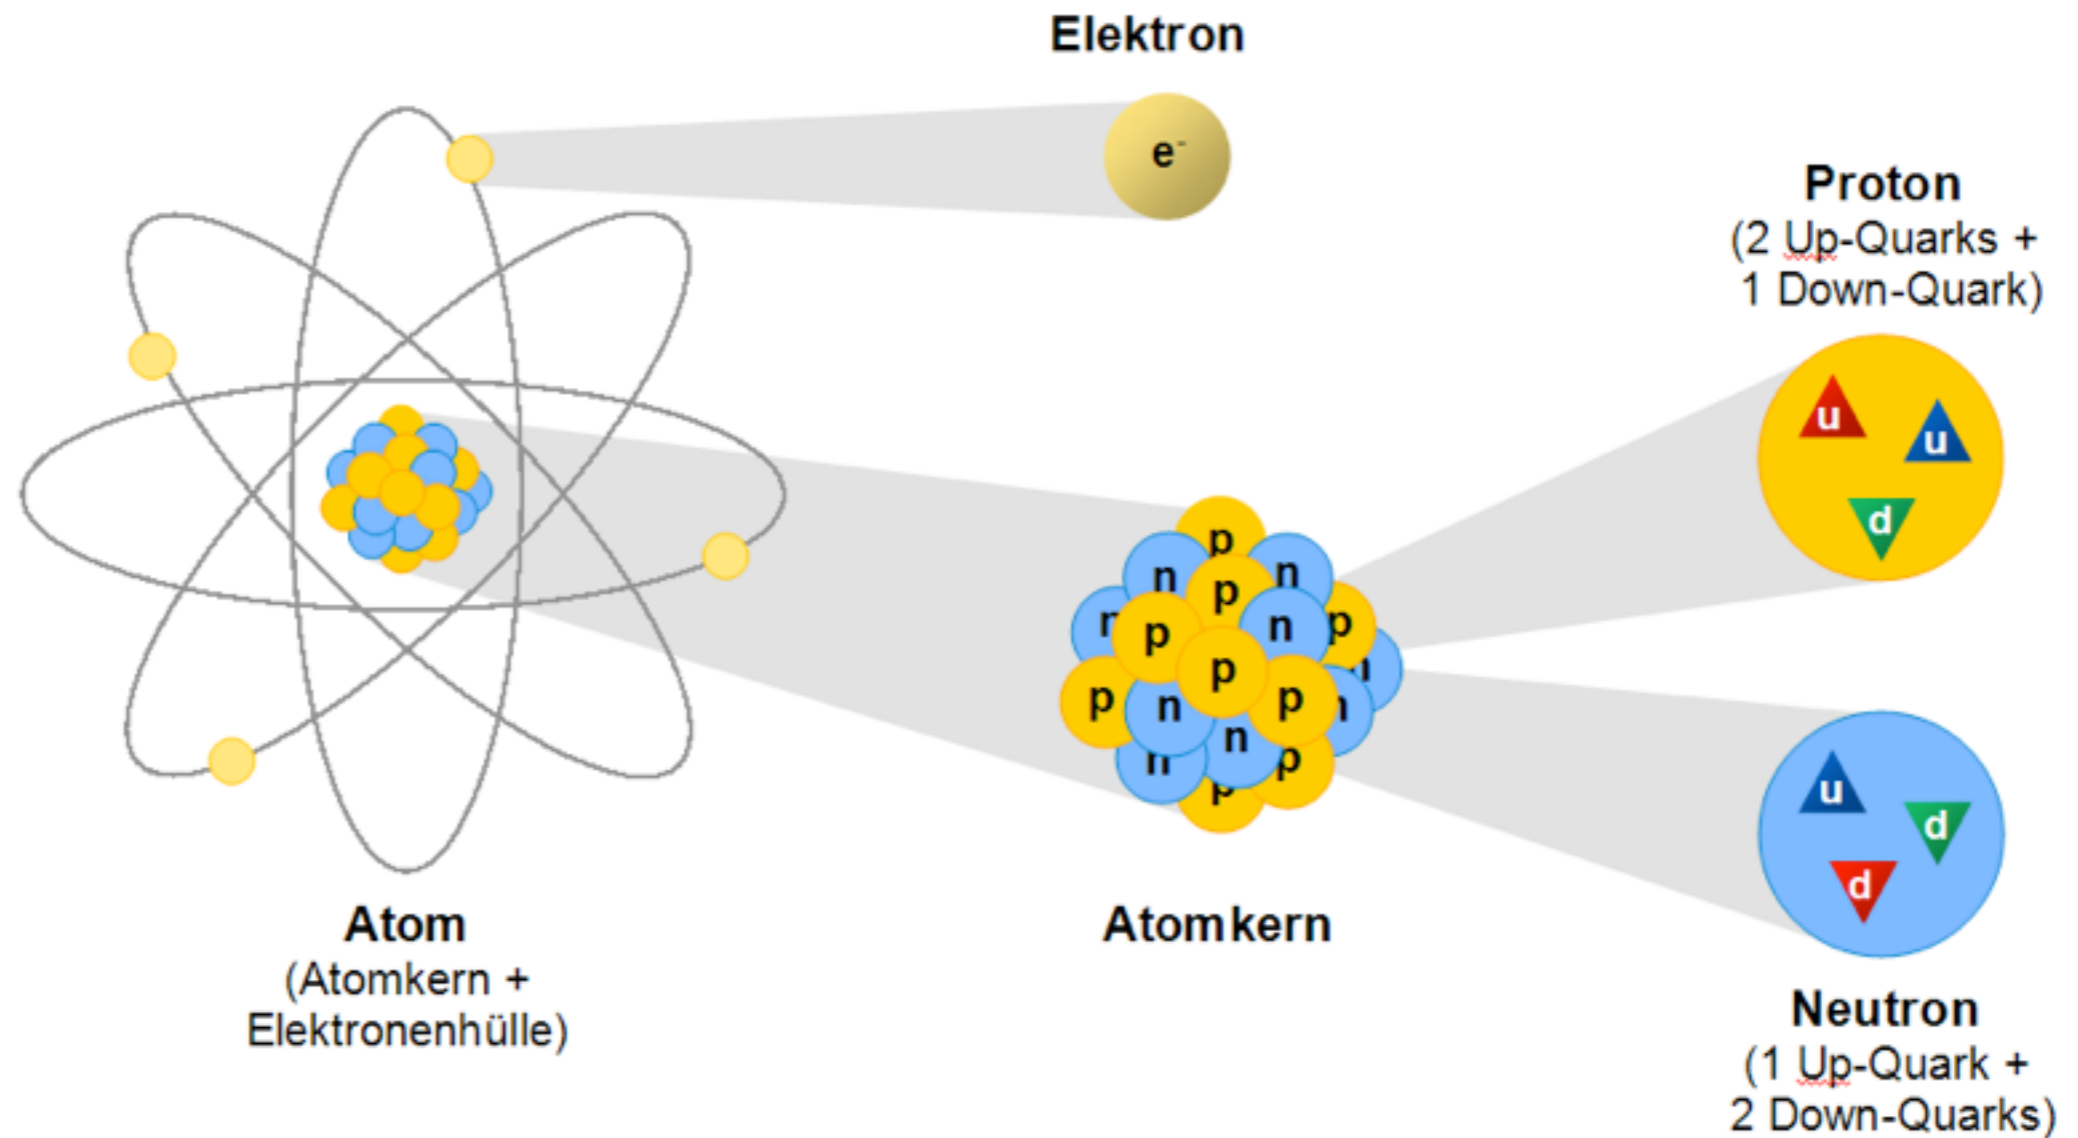 Elektron
e⁻
Proton
(2 Up-Quarks +
1 Down-Quark)
u
u
d
p
n
n
p
n
p
n
p
p
n
p
n
p
n
p
n
n
p
n
p
u
d
d
Atom
(Atomkern +
Elektronenhülle)
Atomkern
Neutron
(1 Up-Quark +
2 Down-Quarks)